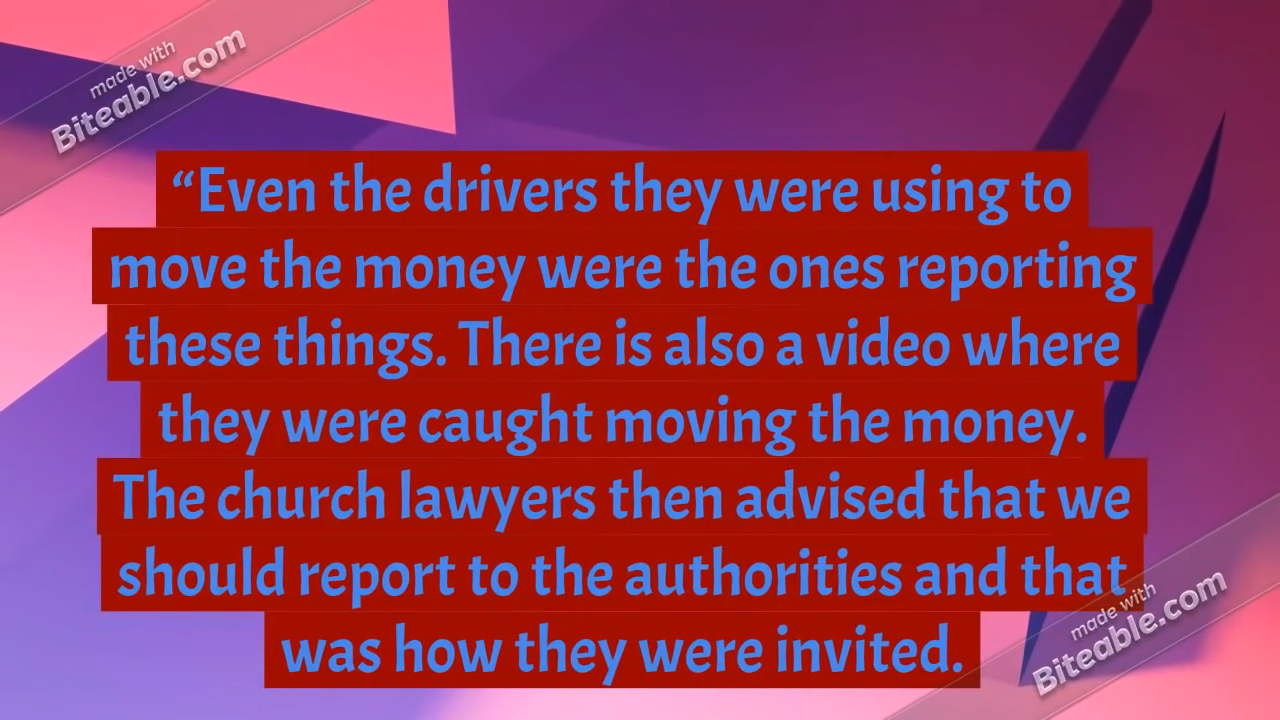 made with
Biteable.com
“Even the drivers they were using to
move the money were the ones reporting
these things. There is also a video where
they were caught moving the money.
The church lawyers then advised that we
should report to the authorities and that
was how they were invited.
made with
Biteable.com